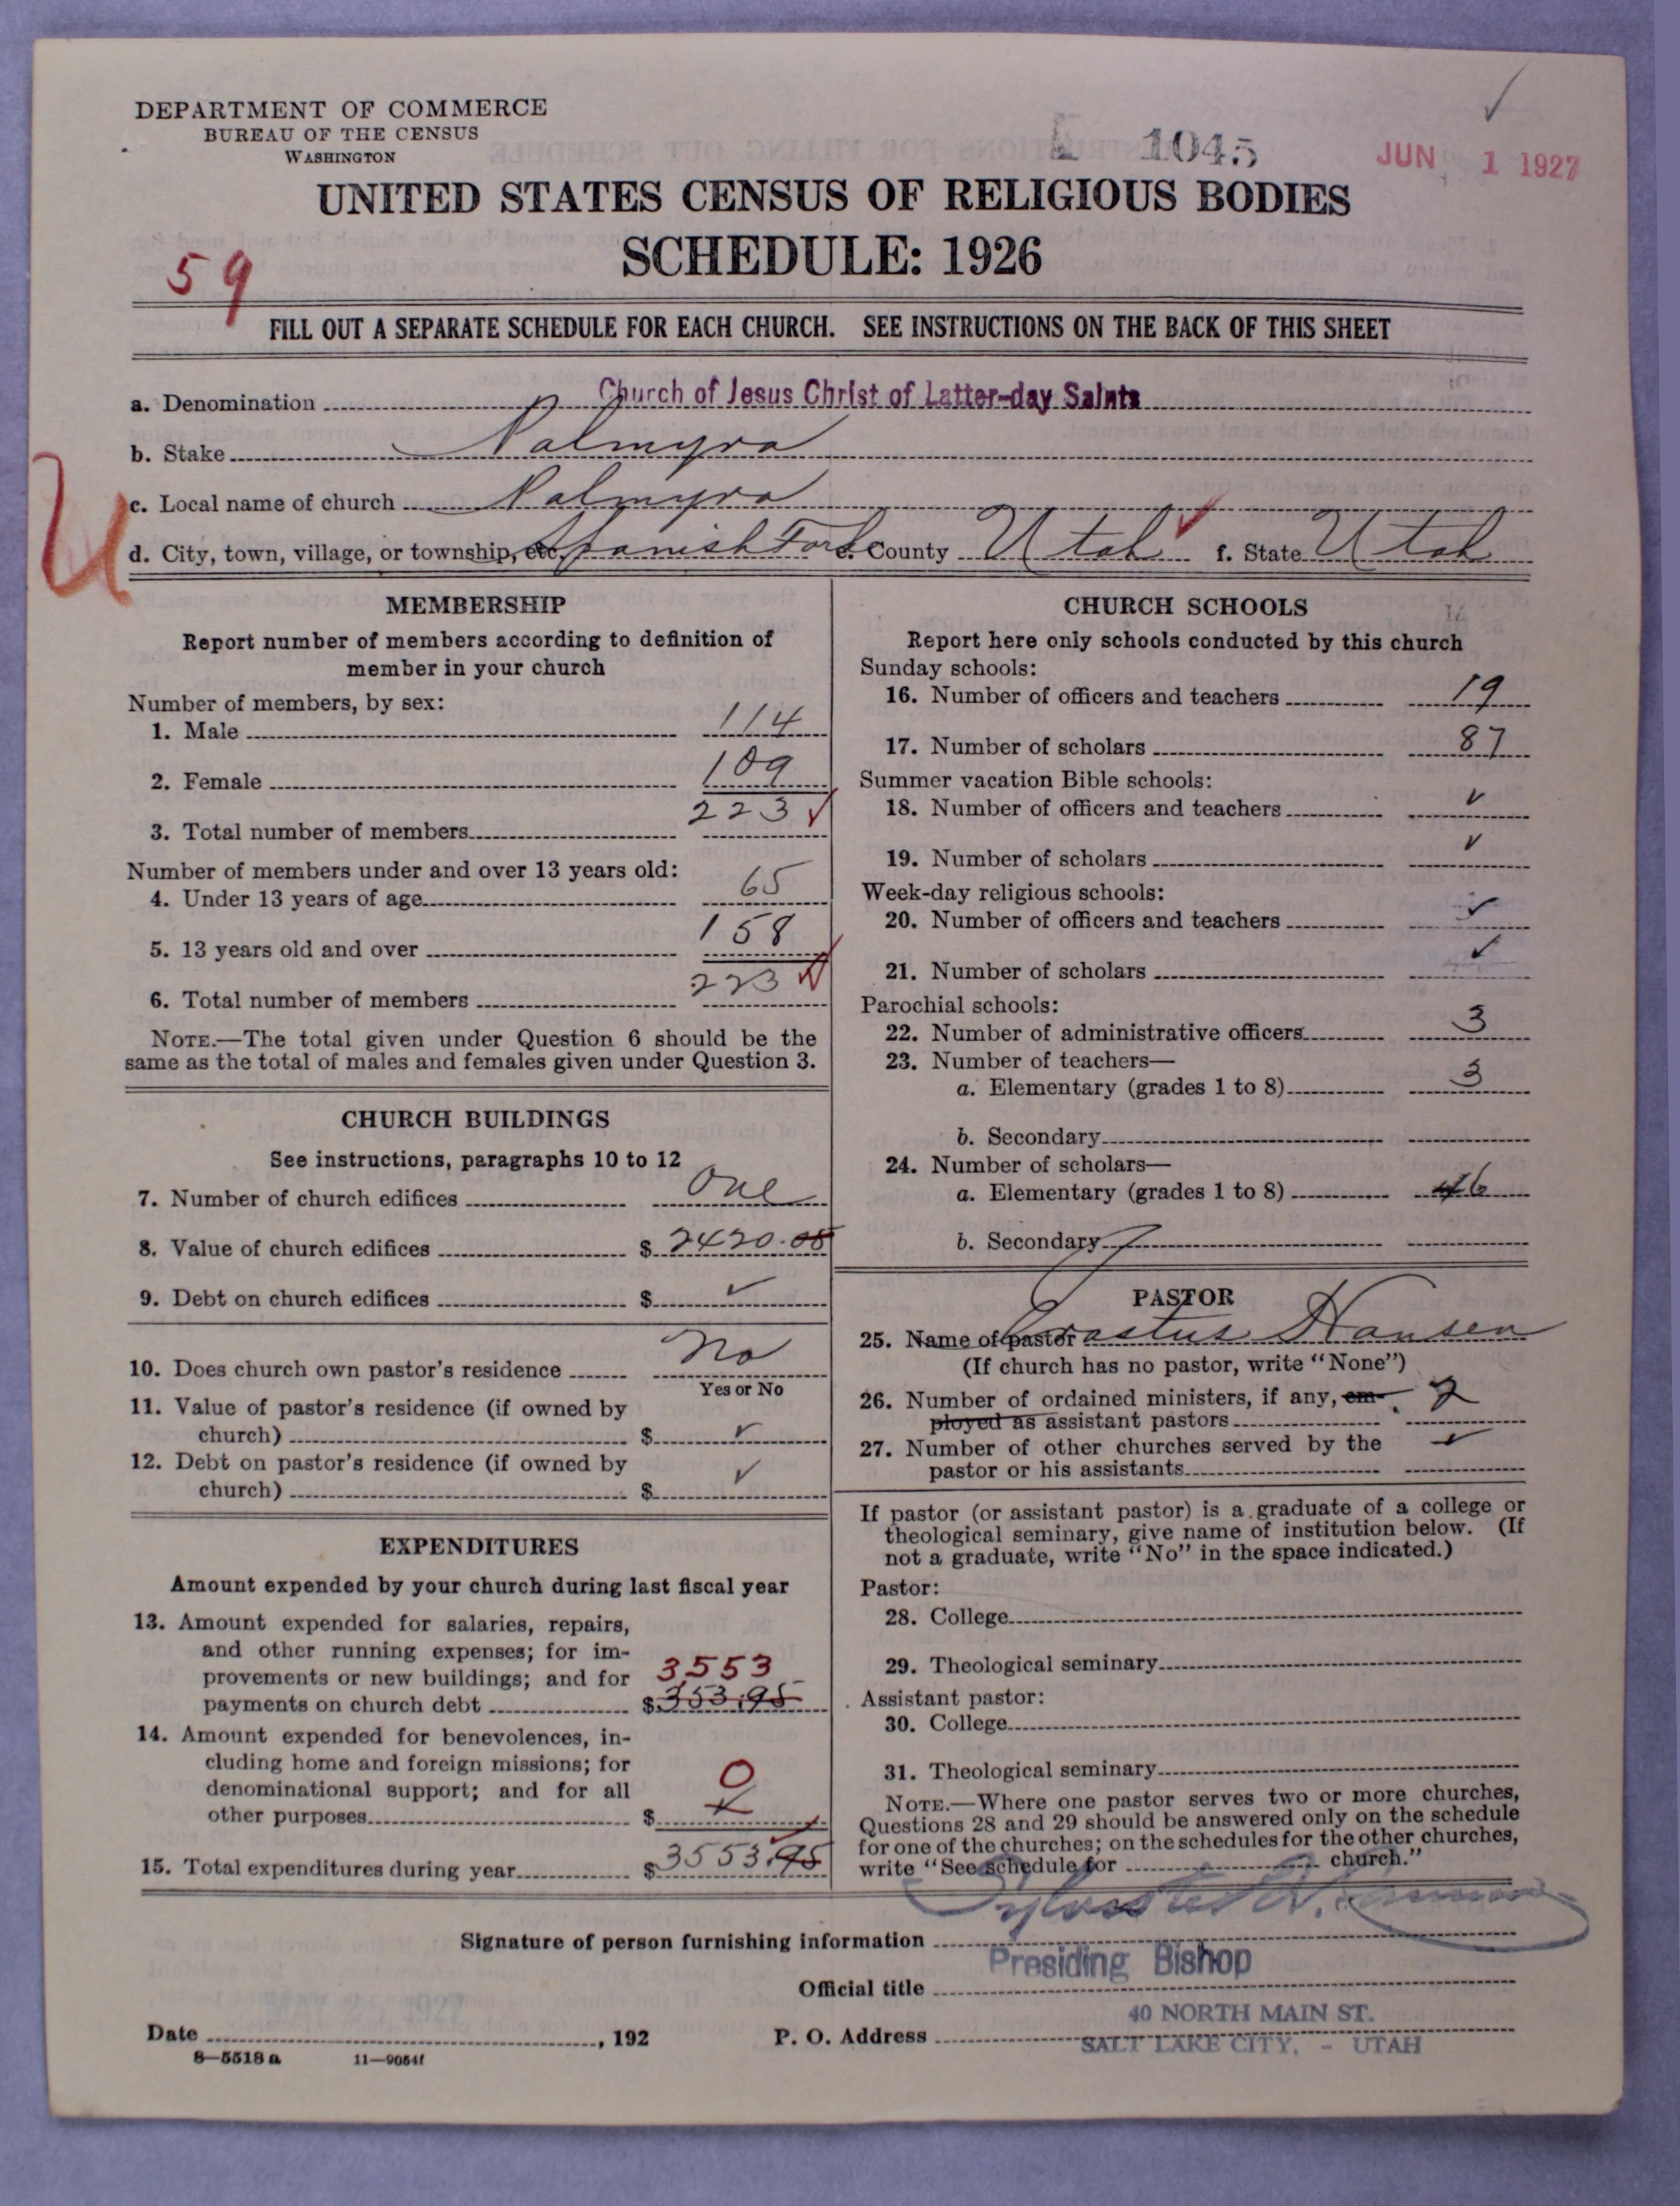 DEPARTMENT OF COMMERCE
BUREAU OF THE CENSUS
WASHINGTON
1045
JUN 1 1927
UNITED STATES CENSUS OF RELIGIOUS BODIES
SCHEDULE: 1926
59
FILL OUT A SEPARATE SCHEDULE FOR EACH CHURCH. SEE INSTRUCTIONS ON THE BACK OF THIS SHEET
a. Denomination Church of Jesus Christ of Latter-day Saints
b. Stake Palmyra
c. Local name of church Palmyra
d. City, town, village, or township, etc. Spanish Fork e. County Utah f. State Utah
MEMBERSHIP
Report number of members according to definition of
member in your church
Number of members, by sex:
1. Male 114
2. Female 109
3. Total number of members 223
Number of members under and over 13 years old:
4. Under 13 years of age 65
5. 13 years old and over 158
6. Total number of members 223
NOTE.—The total given under Question 6 should be the
same as the total of males and females given under Question 3.
CHURCH BUILDINGS
See instructions, paragraphs 10 to 12
7. Number of church edifices One
8. Value of church edifices $ 2420.05
9. Debt on church edifices $ ✓
10. Does church own pastor's residence No
Yes or No
11. Value of pastor's residence (if owned by
church) $ ✓
12. Debt on pastor's residence (if owned by
church) $ ✓
EXPENDITURES
Amount expended by your church during last fiscal year
13. Amount expended for salaries, repairs,
and other running expenses; for im-
provements or new buildings; and for 3553
payments on church debt $ 353.95
14. Amount expended for benevolences, in-
cluding home and foreign missions; for
denominational support; and for all 0
other purposes $
15. Total expenditures during year $ 3553.95
CHURCH SCHOOLS
Report here only schools conducted by this church
Sunday schools:
16. Number of officers and teachers 19
17. Number of scholars 87
Summer vacation Bible schools:
18. Number of officers and teachers ✓
19. Number of scholars ✓
Week-day religious schools:
20. Number of officers and teachers ✓
21. Number of scholars ✓
Parochial schools:
22. Number of administrative officers 3
23. Number of teachers—
a. Elementary (grades 1 to 8) 3
b. Secondary
24. Number of scholars—
a. Elementary (grades 1 to 8) 46
b. Secondary
PASTOR
25. Name of pastor Erastus Hansen
(If church has no pastor, write "None")
26. Number of ordained ministers, if any, em- 2
ployed as assistant pastors
27. Number of other churches served by the ✓
pastor or his assistants
If pastor (or assistant pastor) is a graduate of a college or
theological seminary, give name of institution below. (If
not a graduate, write "No" in the space indicated.)
Pastor:
28. College
29. Theological seminary
Assistant pastor:
30. College
31. Theological seminary
NOTE.—Where one pastor serves two or more churches,
Questions 28 and 29 should be answered only on the schedule
for one of the churches; on the schedules for the other churches,
write "See schedule for church."
Signature of person furnishing information
Official title Presiding Bishop
Date , 192 P. O. Address 40 NORTH MAIN ST.
SALT LAKE CITY, - UTAH
8—5518 a 11—9054f